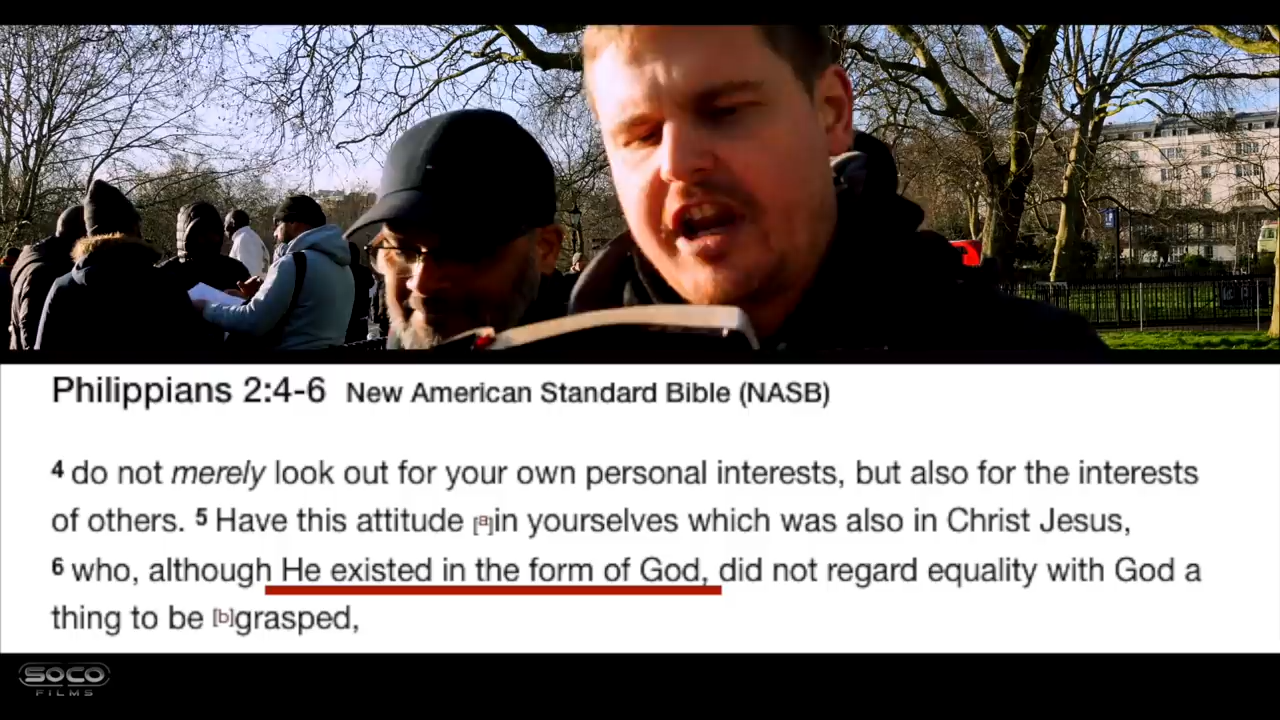 Philippians 2:4-6 New American Standard Bible (NASB)
4 do not merely look out for your own personal interests, but also for the interests
of others. 5 Have this attitude [a]in yourselves which was also in Christ Jesus,
6 who, although He existed in the form of God, did not regard equality with God a
thing to be [b]grasped,
SOCO
FILMS